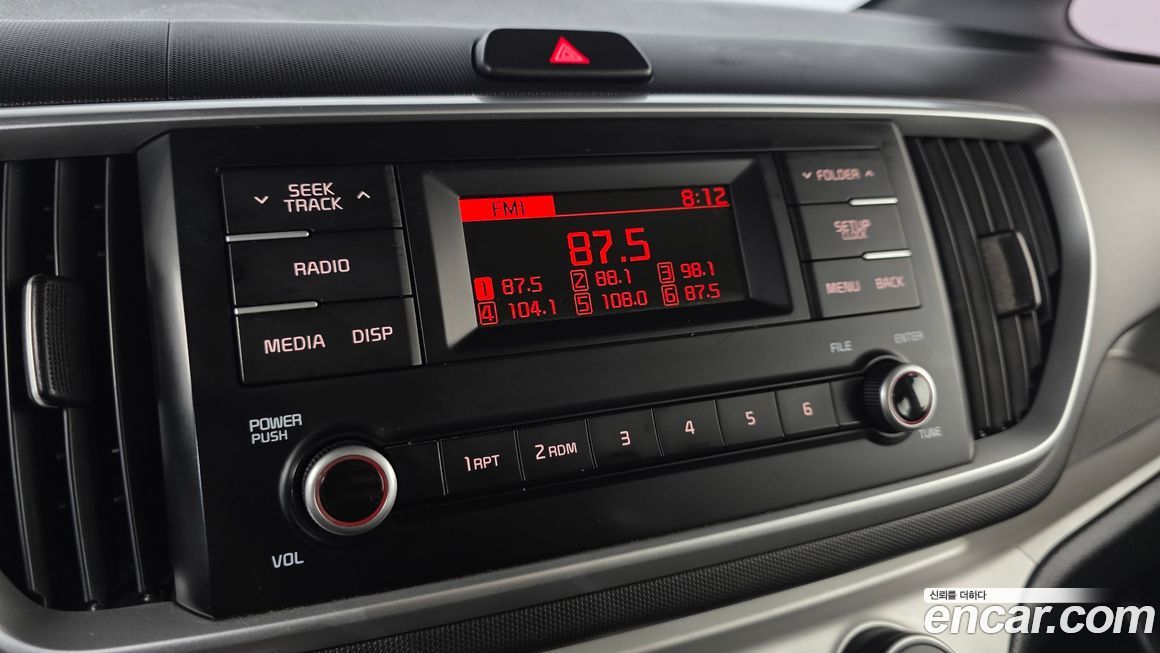 SEEK
TRACK
RADIO
MEDIA DISP
FM1 8:12
87.5
1 87.5 2 88.1 3 98.1
4 104.1 5 108.0 6 87.5
FOLDER
SETUP
CLOCK
MENU BACK
POWER
PUSH
VOL
1 RPT 2 RDM 3 4 5 6
FILE ENTER
TUNE
신뢰를 더하다
encar.com